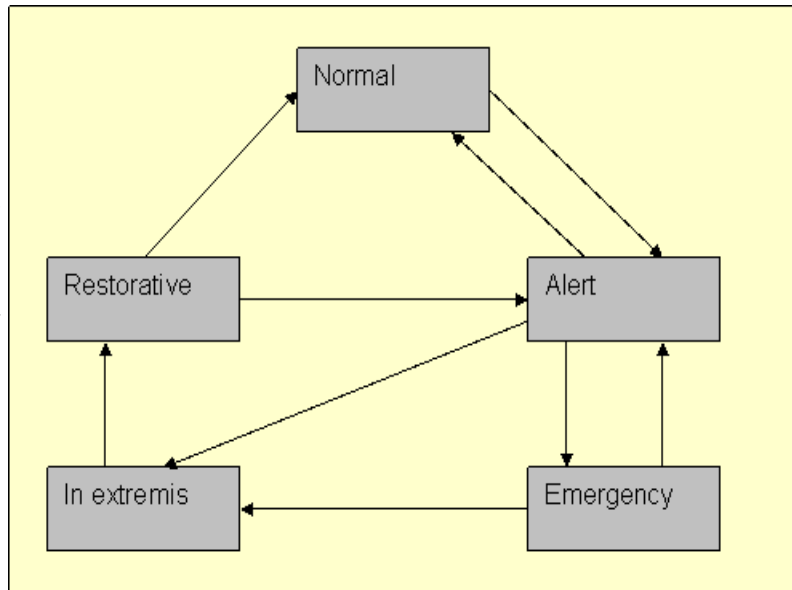 Normal
Restorative
Alert
In extremis
Emergency